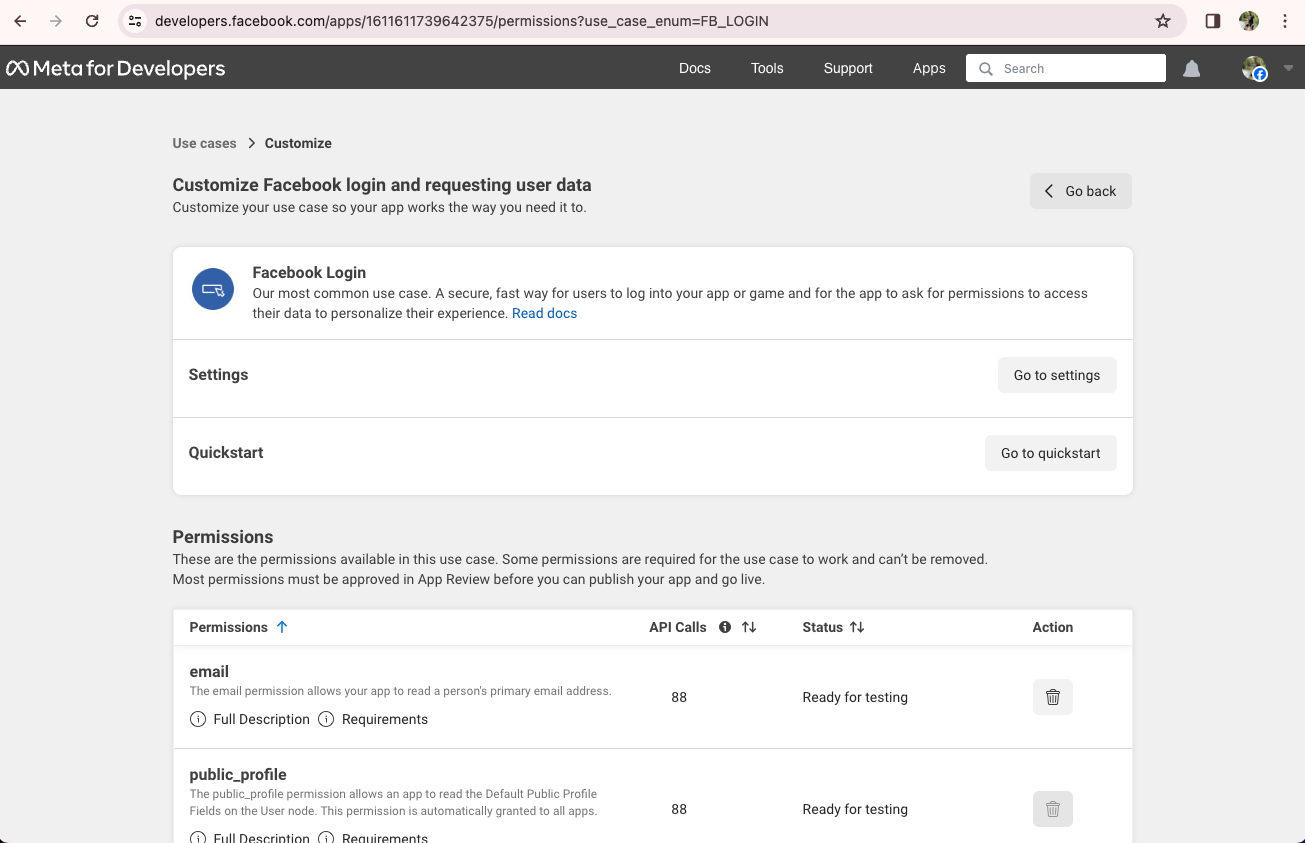 developers.facebook.com/apps/1611611739642375/permissions?use_case_enum=FB_LOGIN
Meta for Developers
Docs Tools Support Apps Search
Use cases > Customize
Customize Facebook login and requesting user data
Customize your use case so your app works the way you need it to.
Go back
Facebook Login
Our most common use case. A secure, fast way for users to log into your app or game and for the app to ask for permissions to access
their data to personalize their experience. Read docs
Settings
Go to settings
Quickstart
Go to quickstart
Permissions
These are the permissions available in this use case. Some permissions are required for the use case to work and can’t be removed.
Most permissions must be approved in App Review before you can publish your app and go live.
Permissions API Calls Status Action
email
The email permission allows your app to read a person's primary email address.
88 Ready for testing
Full Description Requirements
public_profile
The public_profile permission allows an app to read the Default Public Profile
Fields on the User node. This permission is automatically granted to all apps.
88 Ready for testing
Full Description Requirements